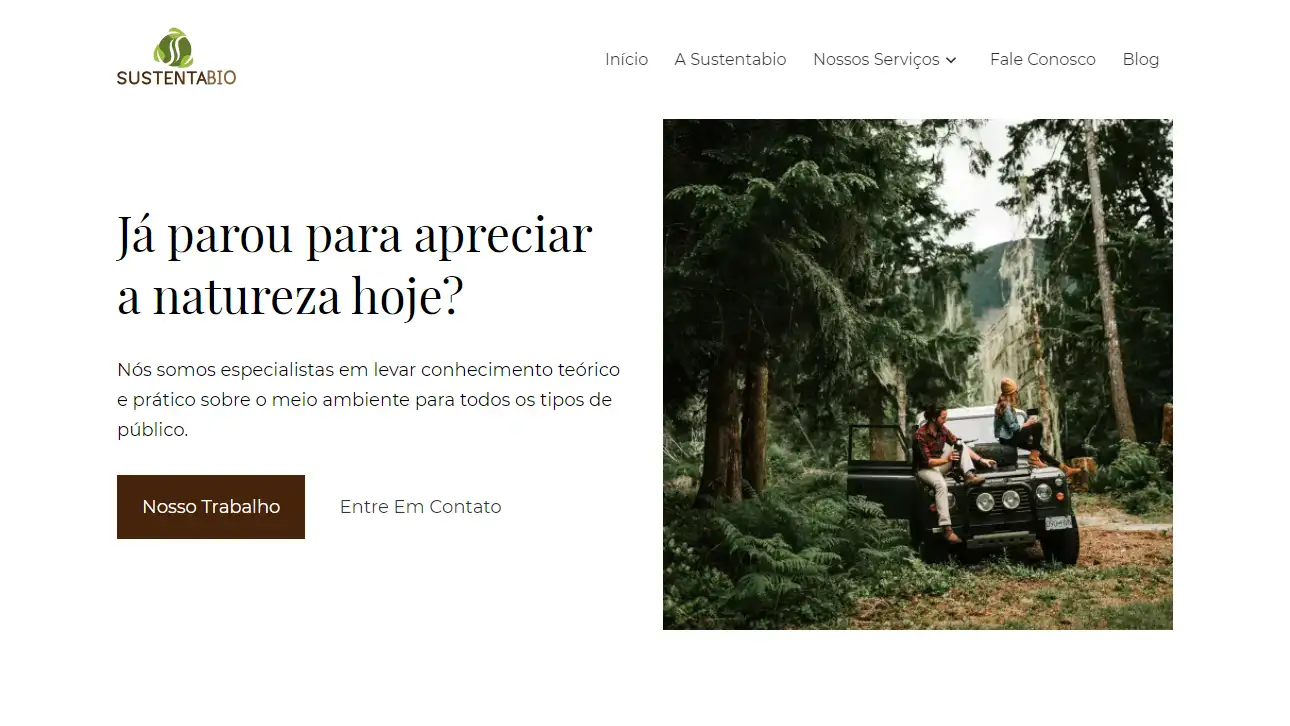 SUSTENTABIO
Início A Sustentabio Nossos Serviços Fale Conosco Blog
Já parou para apreciar
a natureza hoje?
Nós somos especialistas em levar conhecimento teórico
e prático sobre o meio ambiente para todos os tipos de
público.
Nosso Trabalho Entre Em Contato